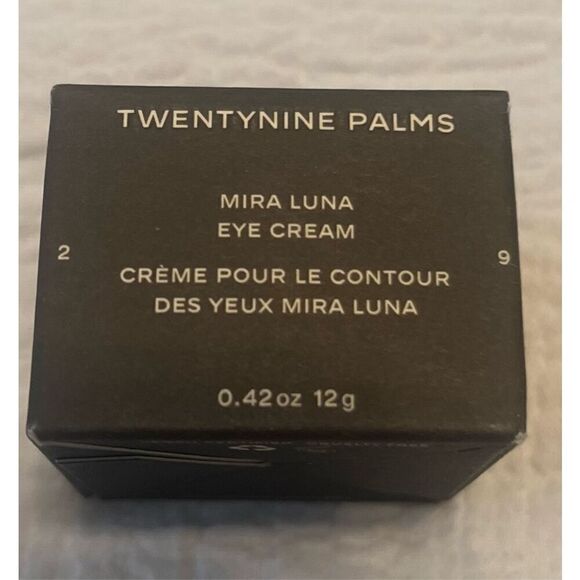 TWENTYNINE PALMS
MIRA LUNA
EYE CREAM
2
9
CRÈME POUR LE CONTOUR
DES YEUX MIRA LUNA
0.42 oz 12 g